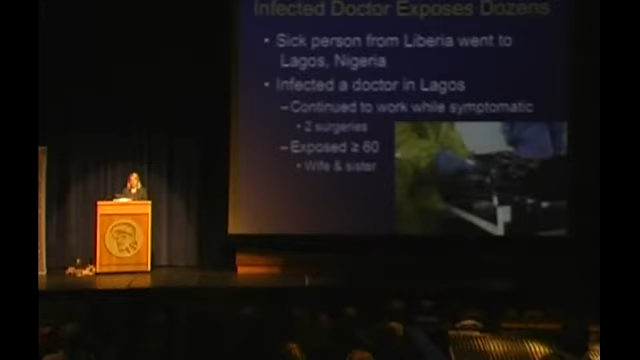 Infected Doctor Exposes Dozens
• Sick person from Liberia went to
Lagos, Nigeria
• Infected a doctor in Lagos
–Continued to work while symptomatic
• 2 surgeries
–Exposed ≥ 60
• Wife & sister